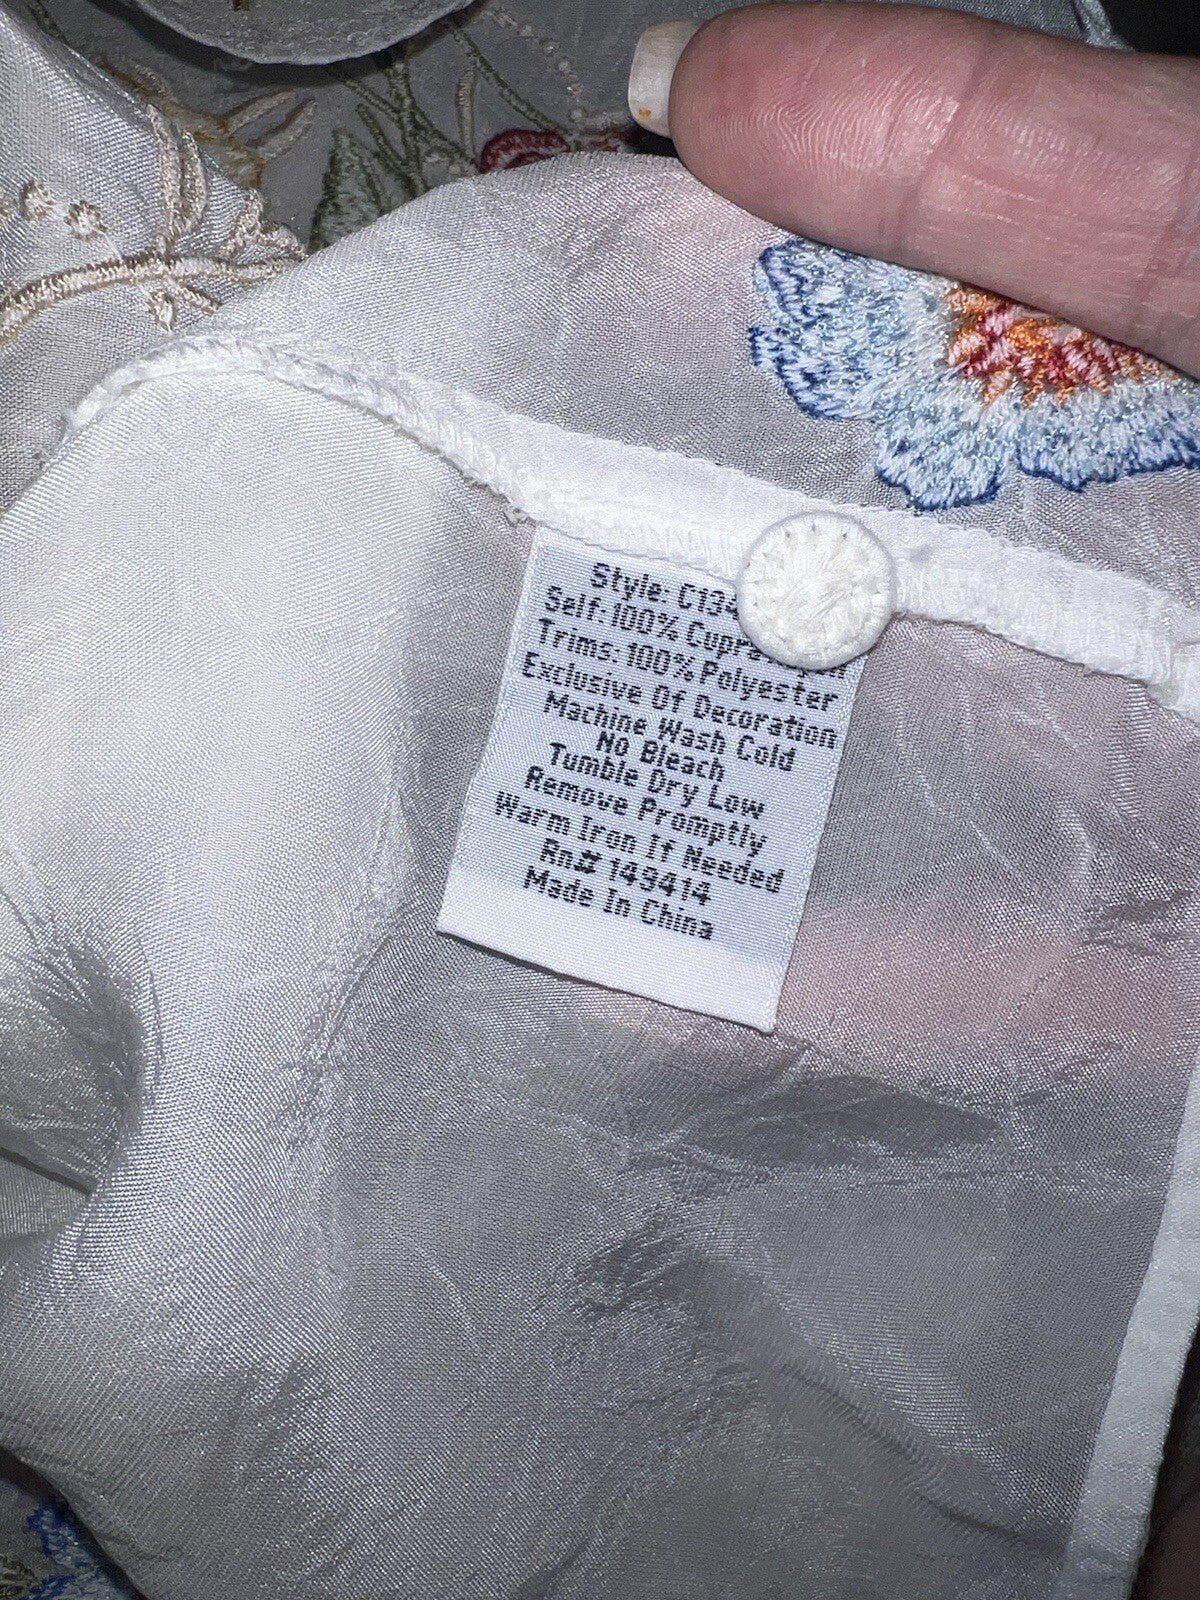 Style: C134
Self: 100% Cupra
Trims: 100% Polyester
Exclusive Of Decoration
Machine Wash Cold
No Bleach
Tumble Dry Low
Remove Promptly
Warm Iron If Needed
Rn# 149414
Made In China